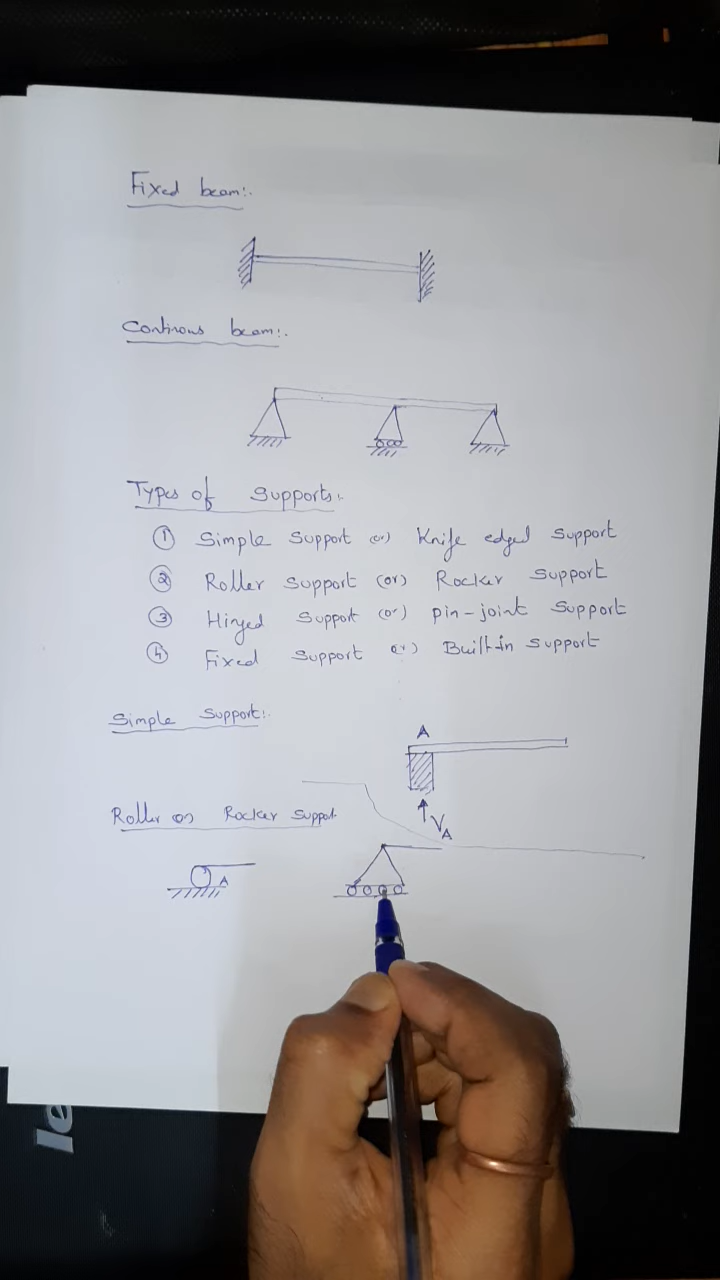 Fixed beam:.
Continous beam:.
Types of Supports:.
① Simple Support (or) Knife edged Support
② Roller Support (or) Rocker Support
③ Hinged Support (or) pin-joint Support
④ Fixed Support (or) Built-in Support
Simple Support:.
A
V_A
Roller (or) Rocker Support.
A
le